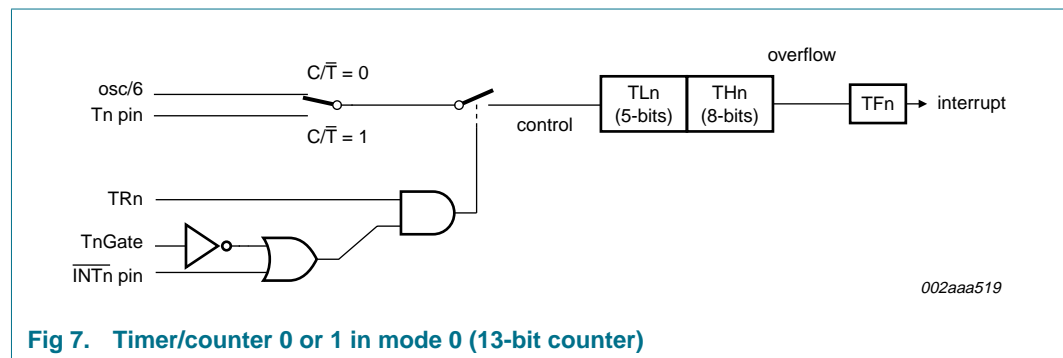 overflow
C/T̅ = 0
osc/6
Tn pin
C/T̅ = 1
control
TLn
(5-bits)
THn
(8-bits)
TFn
interrupt
TRn
TnGate
I̅N̅T̅n̅ pin
002aaa519
Fig 7. Timer/counter 0 or 1 in mode 0 (13-bit counter)